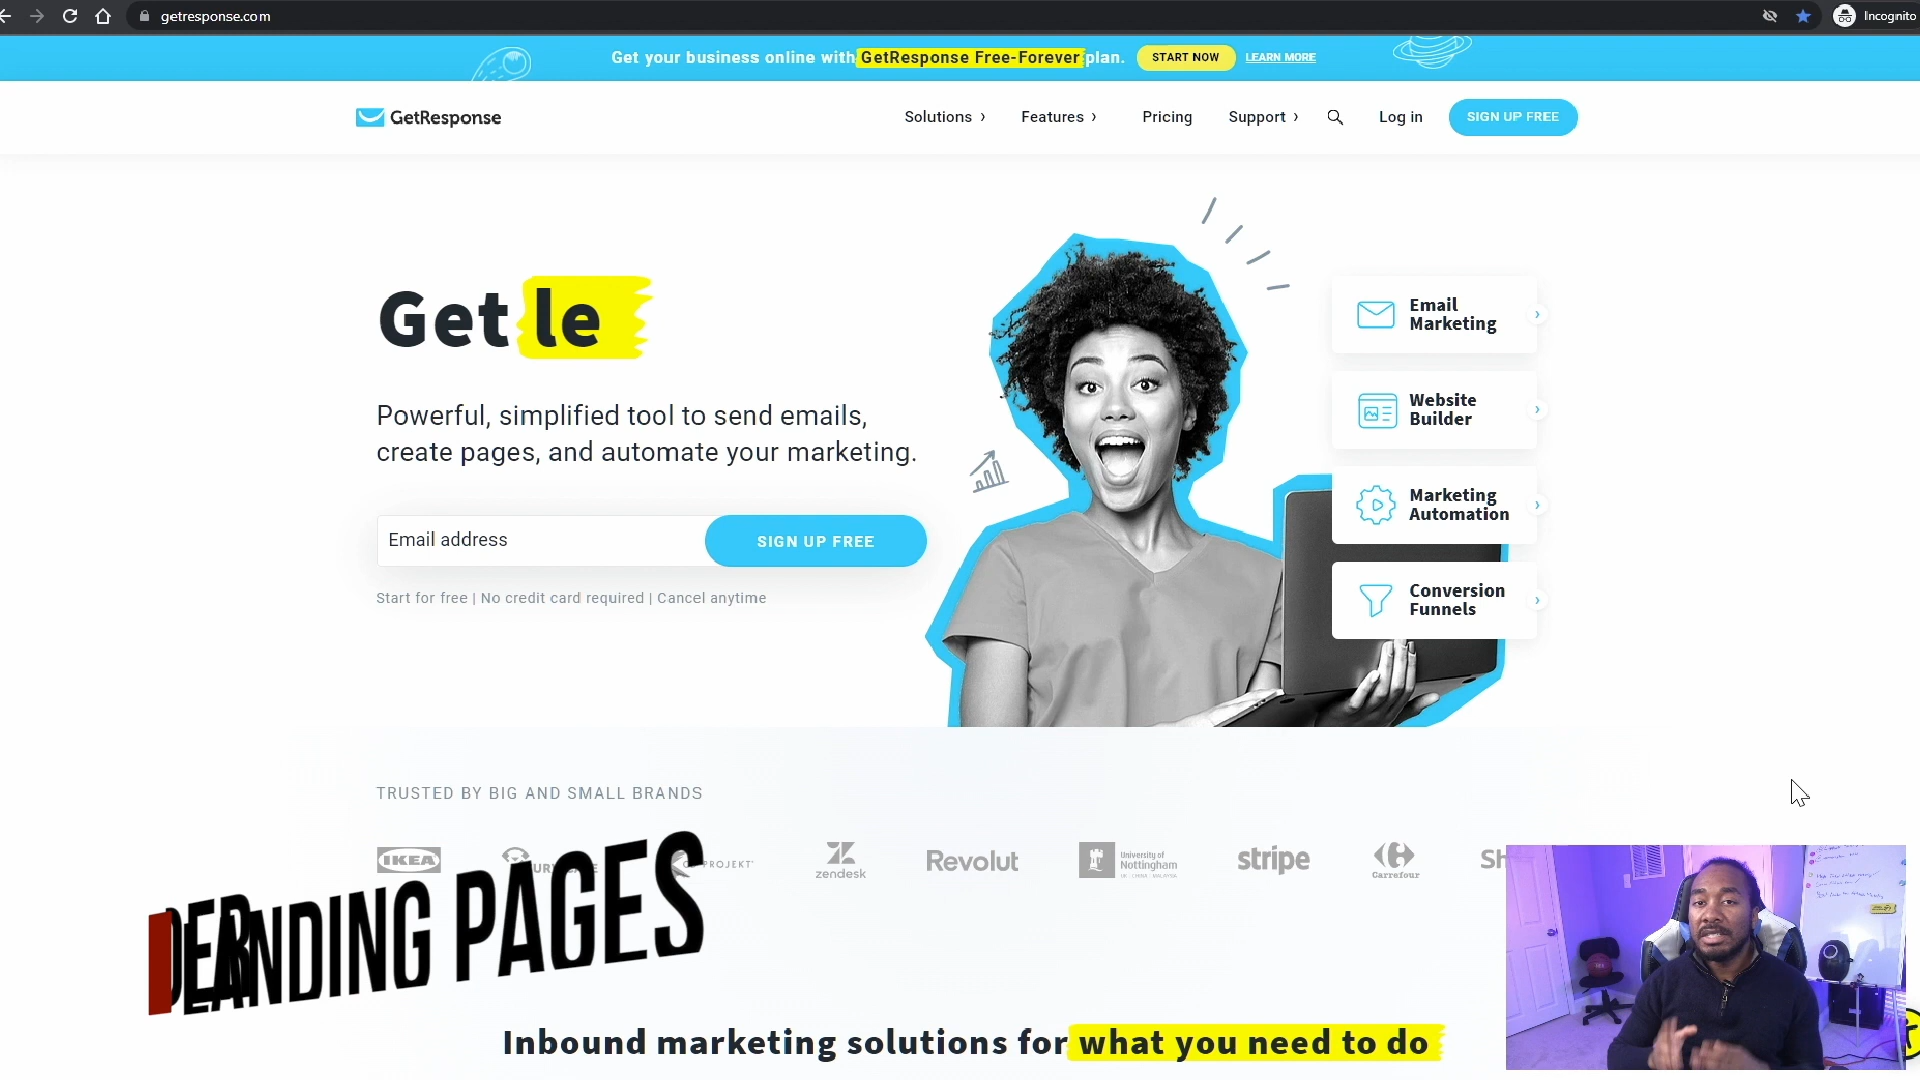 getresponse.com
Incognito
Get your business online with GetResponse Free-Forever plan. START NOW LEARN MORE
GetResponse
Solutions › Features › Pricing Support › Log in SIGN UP FREE
Get le
Powerful, simplified tool to send emails,
create pages, and automate your marketing.
Email address SIGN UP FREE
Start for free | No credit card required | Cancel anytime
Email
Marketing
Website
Builder
Marketing
Automation
Conversion
Funnels
TRUSTED BY BIG AND SMALL BRANDS
IKEA
PROJEKT
zendesk
Revolut
University of
Nottingham
stripe
Carrefour
Sh
LANDING PAGES
Inbound marketing solutions for what you need to do